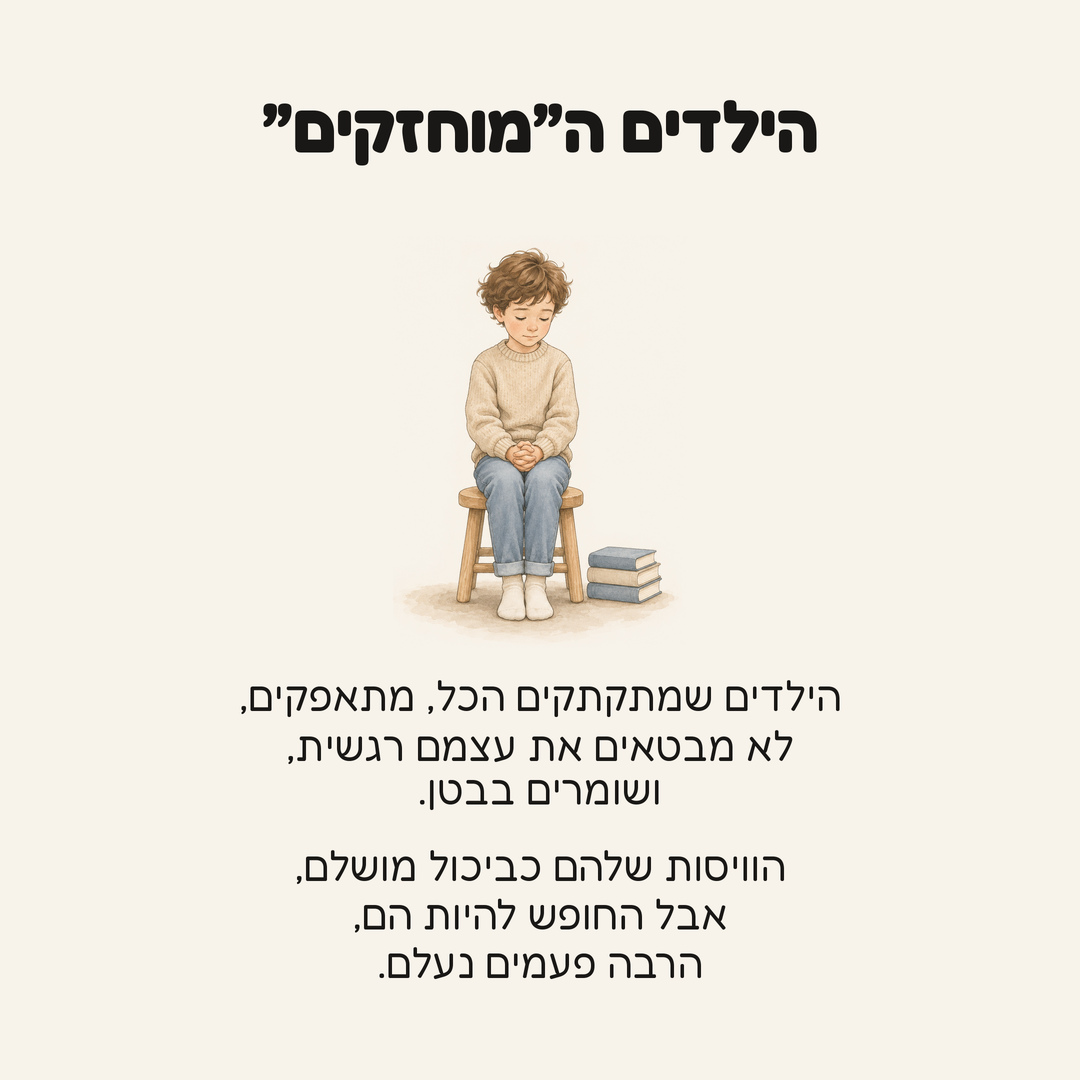 הילדים ה”מוחזקים”
הילדים שמתקתקים הכל, מתאפקים,
לא מבטאים את עצמם רגשית,
ושומרים בבטן.
הוויסות שלהם כביכול מושלם,
אבל החופש להיות הם,
הרבה פעמים נעלם.